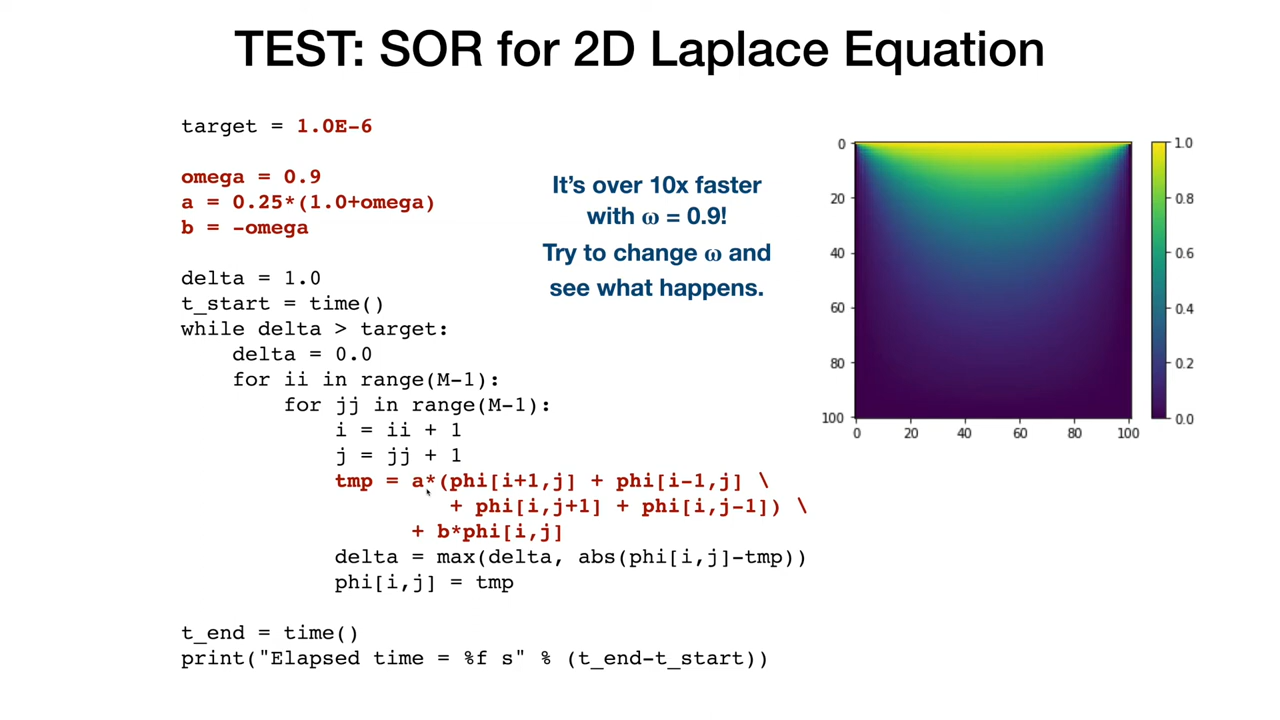 TEST: SOR for 2D Laplace Equation
target = 1.0E-6
omega = 0.9
a = 0.25*(1.0+omega)
b = -omega
delta = 1.0
t_start = time()
while delta > target:
    delta = 0.0
    for ii in range(M-1):
        for jj in range(M-1):
            i = ii + 1
            j = jj + 1
            tmp = a*(phi[i+1,j] + phi[i-1,j] \
                     + phi[i,j+1] + phi[i,j-1]) \
                  + b*phi[i,j]
            delta = max(delta, abs(phi[i,j]-tmp))
            phi[i,j] = tmp
t_end = time()
print("Elapsed time = %f s" % (t_end-t_start))
It's over 10x faster
with ω = 0.9!
Try to change ω and
see what happens.
0
20
40
60
80
100
0 20 40 60 80 100
1.0
0.8
0.6
0.4
0.2
0.0